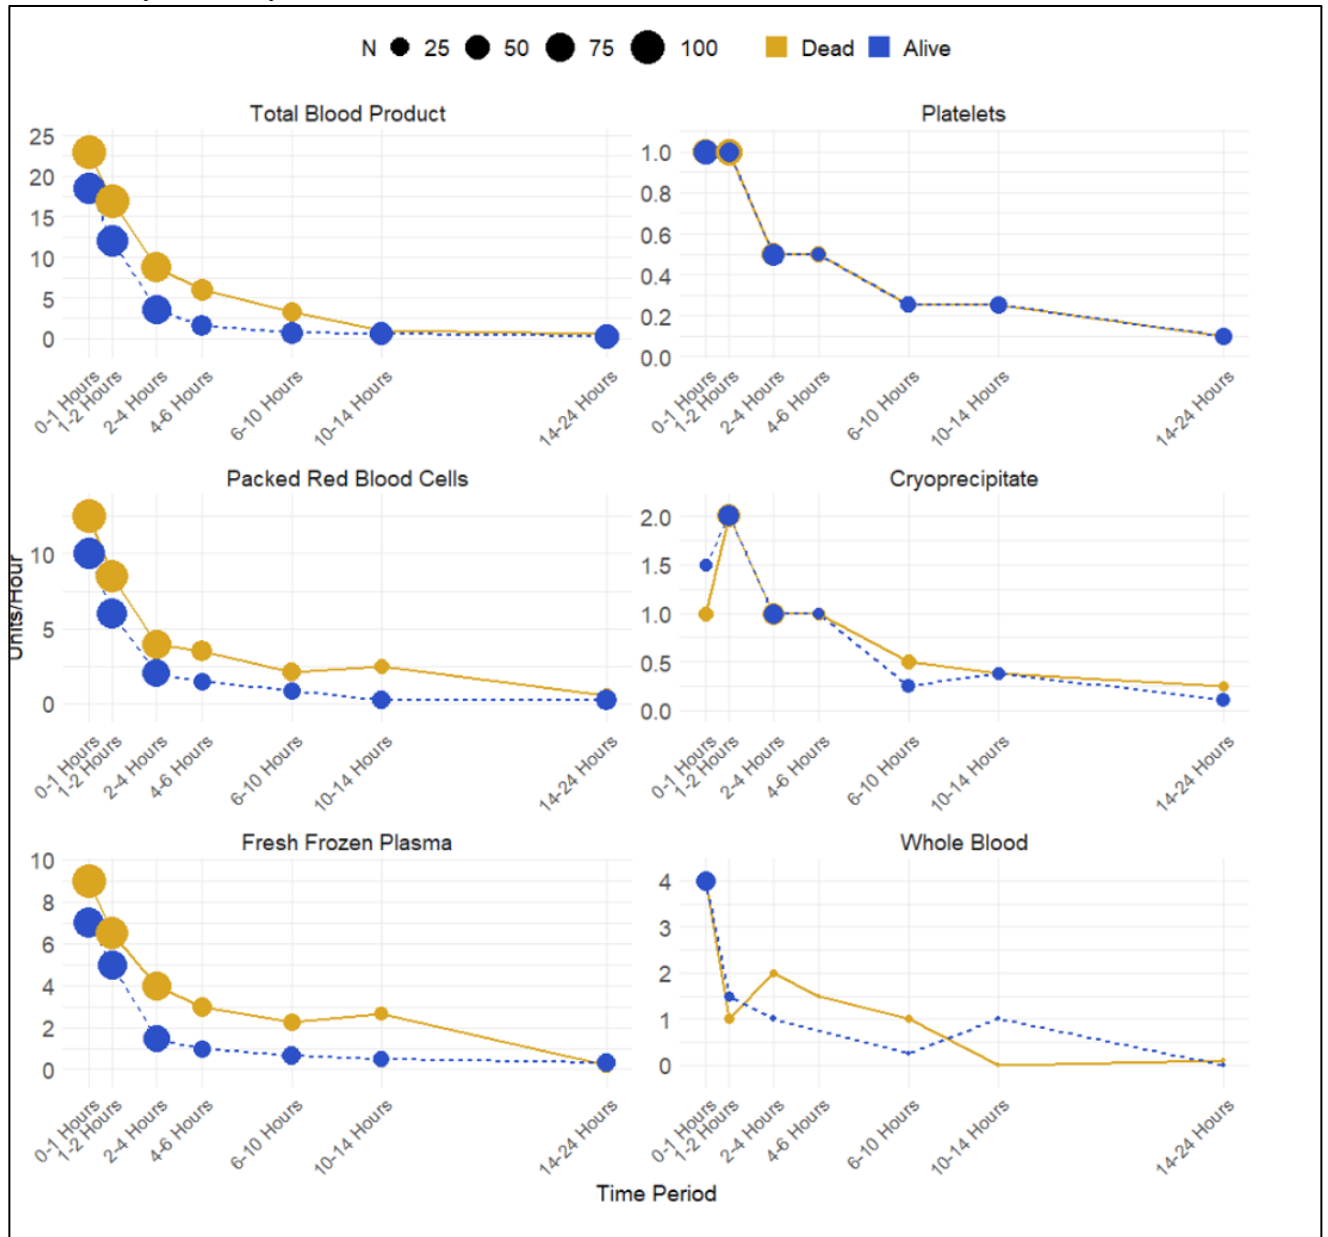 N 25 50 75 100 Dead Alive
Total Blood Product
25
20
15
10
5
0
0-1 Hours
1-2 Hours
2-4 Hours
4-6 Hours
6-10 Hours
10-14 Hours
14-24 Hours
Platelets
1.0
0.8
0.6
0.4
0.2
0.0
0-1 Hours
1-2 Hours
2-4 Hours
4-6 Hours
6-10 Hours
10-14 Hours
14-24 Hours
Units/Hour
Packed Red Blood Cells
10
5
0
0-1 Hours
1-2 Hours
2-4 Hours
4-6 Hours
6-10 Hours
10-14 Hours
14-24 Hours
Cryoprecipitate
2.0
1.5
1.0
0.5
0.0
0-1 Hours
1-2 Hours
2-4 Hours
4-6 Hours
6-10 Hours
10-14 Hours
14-24 Hours
Fresh Frozen Plasma
10
8
6
4
2
0
0-1 Hours
1-2 Hours
2-4 Hours
4-6 Hours
6-10 Hours
10-14 Hours
14-24 Hours
Whole Blood
4
3
2
1
0
0-1 Hours
1-2 Hours
2-4 Hours
4-6 Hours
6-10 Hours
10-14 Hours
14-24 Hours
Time Period